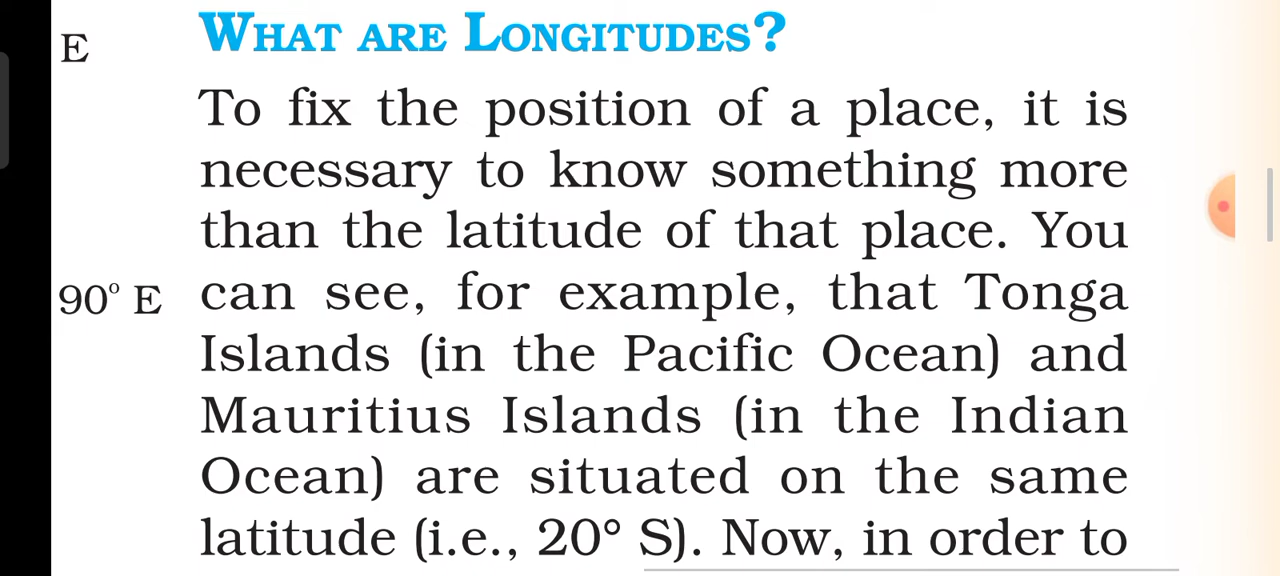 E
WHAT ARE LONGITUDES?
To fix the position of a place, it is
necessary to know something more
than the latitude of that place. You
90° E
can see, for example, that Tonga
Islands (in the Pacific Ocean) and
Mauritius Islands (in the Indian
Ocean) are situated on the same
latitude (i.e., 20° S). Now, in order to